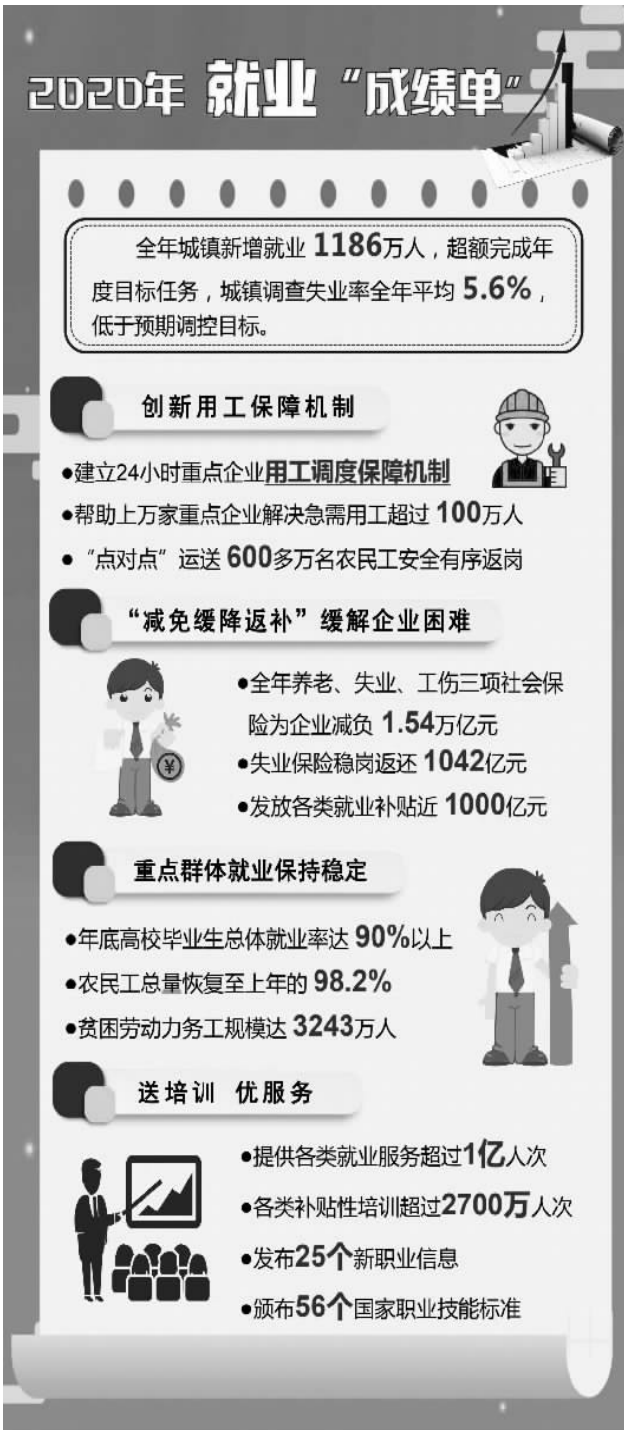 2020年 就业 “成绩单”
全年城镇新增就业 1186万人，超额完成年
度目标任务，城镇调查失业率全年平均 5.6%，
低于预期调控目标。
创新用工保障机制
●建立24小时重点企业用工调度保障机制
●帮助上万家重点企业解决急需用工超过 100万人
●“点对点”运送 600多万名农民工安全有序返岗
“减免缓降返补”缓解企业困难
●全年养老、失业、工伤三项社会保
险为企业减负 1.54万亿元
●失业保险稳岗返还 1042亿元
●发放各类就业补贴近 1000亿元
¥
重点群体就业保持稳定
●年底高校毕业生总体就业率达 90%以上
●农民工总量恢复至上年的 98.2%
●贫困劳动力务工规模达 3243万人
送培训 优服务
●提供各类就业服务超过1亿人次
●各类补贴性培训超过2700万人次
●发布25个新职业信息
●颁布56个国家职业技能标准